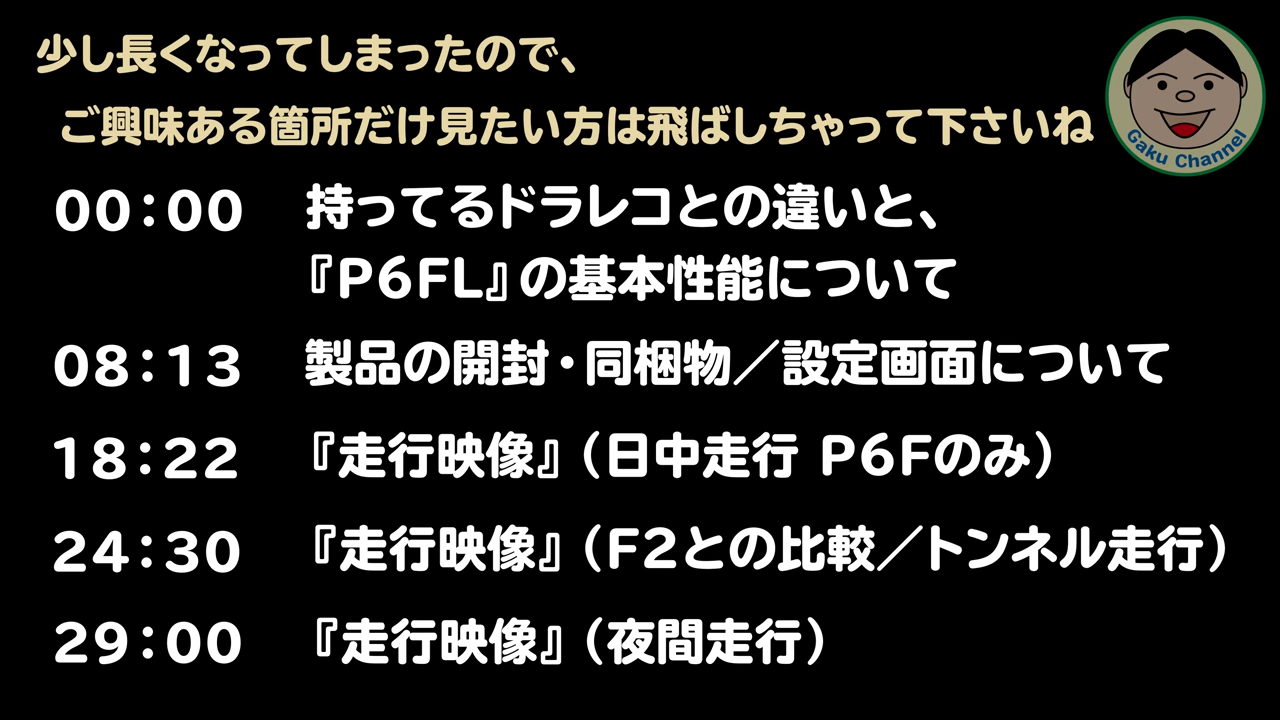 少し長くなってしまったので、
ご興味ある箇所だけ見たい方は飛ばしちゃって下さいね
Gaku Channel
00：00 持ってるドラレコとの違いと、
『P6FL』の基本性能について
08：13 製品の開封・同梱物／設定画面について
18：22 『走行映像』（日中走行 P6Fのみ）
24：30 『走行映像』（F2との比較／トンネル走行）
29：00 『走行映像』（夜間走行）